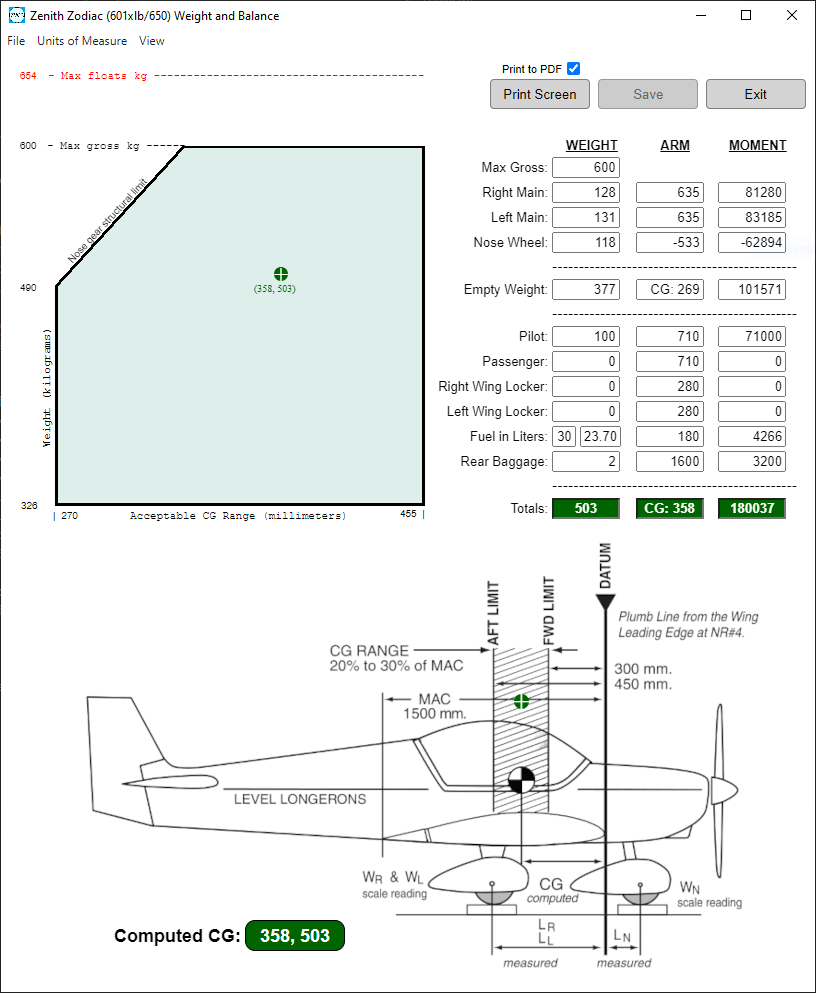 Zenith Zodiac (601xlb/650) Weight and Balance
File Units of Measure View
Print to PDF
Print Screen Save Exit
654 - Max floats kg
600 - Max gross kg
Nose gear structural limit
490
(358, 503)
Weight (kilograms)
326
| 270 Acceptable CG Range (millimeters) 455 |
WEIGHT ARM MOMENT
Max Gross: 600
Right Main: 128 635 81280
Left Main: 131 635 83185
Nose Wheel: 118 -533 -62894
Empty Weight: 377 CG: 269 101571
Pilot: 100 710 71000
Passenger: 0 710 0
Right Wing Locker: 0 280 0
Left Wing Locker: 0 280 0
Fuel in Liters: 30 23.70 180 4266
Rear Baggage: 2 1600 3200
Totals: 503 CG: 358 180037
AFT LIMIT
FWD LIMIT
DATUM
Plumb Line from the Wing
Leading Edge at NR#4.
CG RANGE
20% to 30% of MAC
300 mm.
450 mm.
MAC
1500 mm.
LEVEL LONGERONS
WR & WL
scale reading
CG
computed
WN
scale reading
LR
LL
LN
measured measured
Computed CG: 358, 503